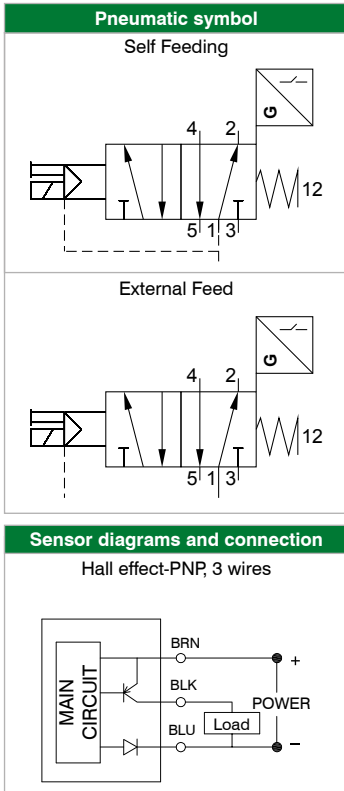 Pneumatic symbol
Self Feeding
G
4 2
12
5 1 3
External Feed
G
4 2
12
5 1 3
Sensor diagrams and connection
Hall effect-PNP, 3 wires
MAIN
CIRCUIT
BRN
+
BLK
POWER
Load
BLU
−